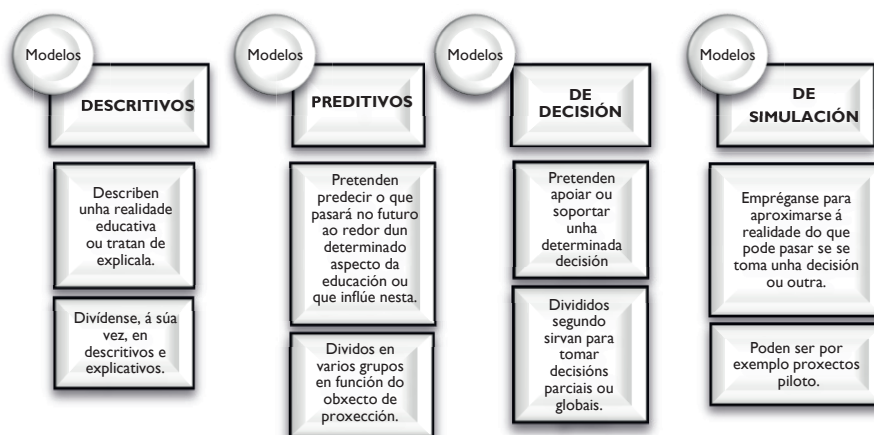 Modelos
DESCRITIVOS
Describen
unha realidade
educativa
ou tratan de
explicala.
Divídense, á súa
vez, en
descritivos e
explicativos.
Modelos
PREDITIVOS
Pretenden
predecir o que
pasará no futuro
ao redor dun
determinado
aspecto da
educación ou
que inflúe nesta.
Dividos en
varios grupos
en función do
obxecto de
proxección.
Modelos
DE
DECISIÓN
Pretenden
apoiar ou
soportar
unha
determinada
decisión
Divididos
segundo
sirvan para
tomar
decisións
parciais ou
globais.
Modelos
DE
SIMULACIÓN
Empréganse para
aproximarse á
realidade do que
pode pasar se se
toma unha decisión
ou outra.
Poden ser por
exemplo proxectos
piloto.